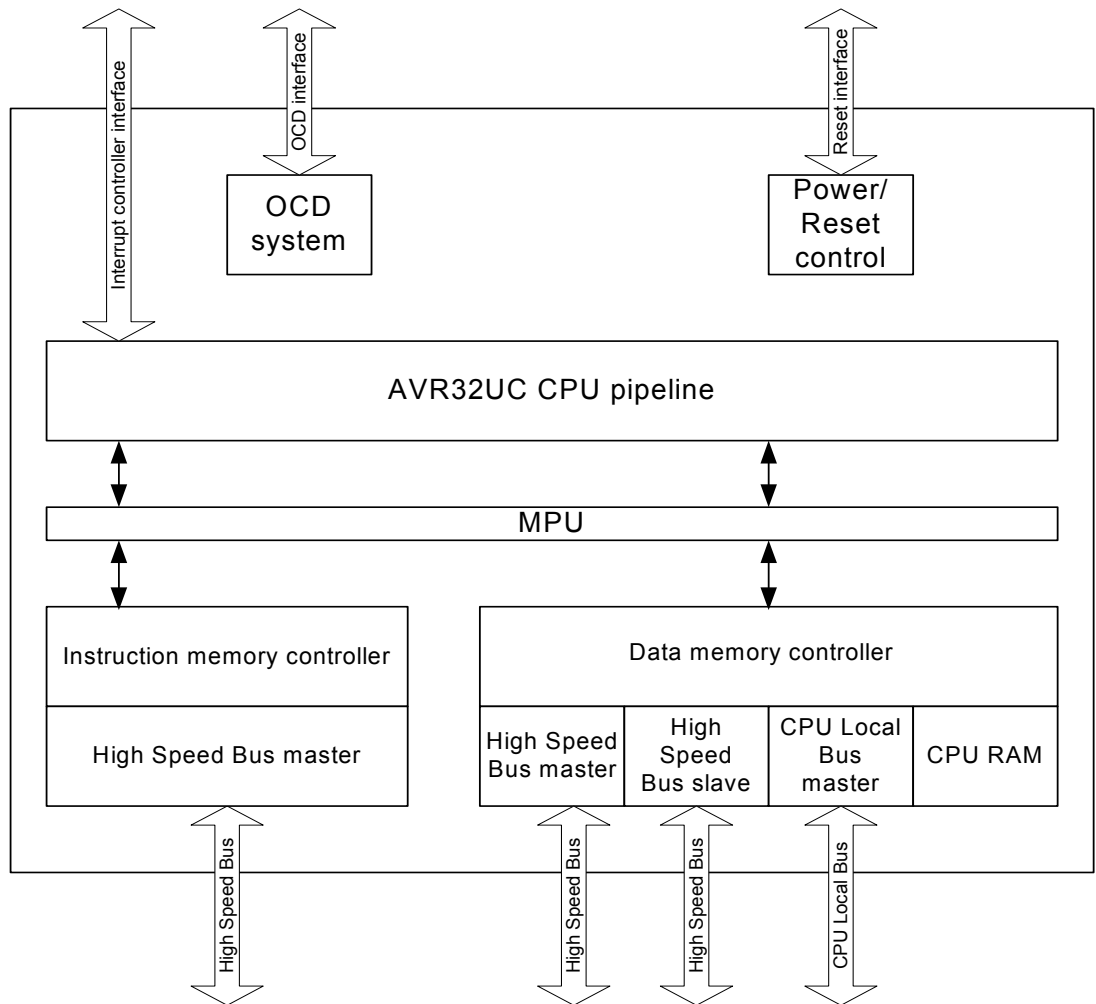 Interrupt controller interface
OCD interface
Reset interface
OCD
system
Power/
Reset
control
AVR32UC CPU pipeline
MPU
Instruction memory controller
Data memory controller
High Speed Bus master
High Speed
Bus master
High
Speed
Bus slave
CPU Local
Bus
master
CPU RAM
High Speed Bus
High Speed Bus
High Speed Bus
CPU Local Bus